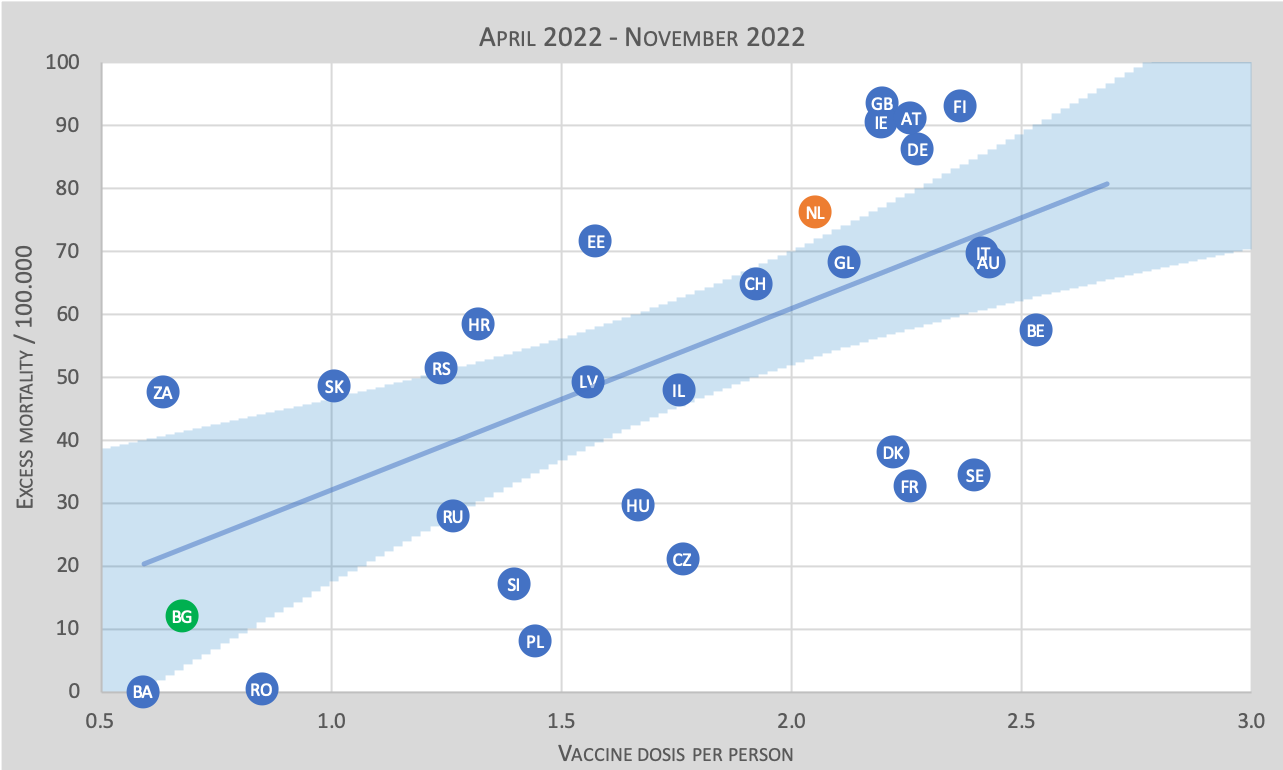 April 2022 - November 2022
Excess mortality / 100.000
100
90
80
70
60
50
40
30
20
10
0
GB
FI
IE
AT
DE
NL
EE
GL
IT
AU
CH
HR
BE
RS
SK
ZA
LV
IL
DK
SE
FR
HU
RU
CZ
SI
BG
PL
BA
RO
0.5 1.0 1.5 2.0 2.5 3.0
Vaccine dosis per person